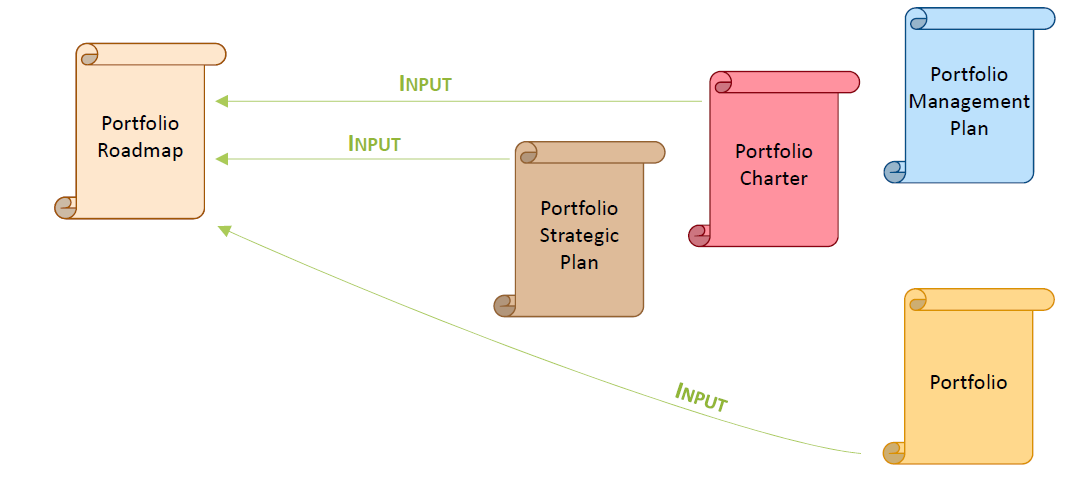 Portfolio
Roadmap
INPUT
INPUT
Portfolio
Strategic
Plan
Portfolio
Charter
Portfolio
Management
Plan
INPUT
Portfolio